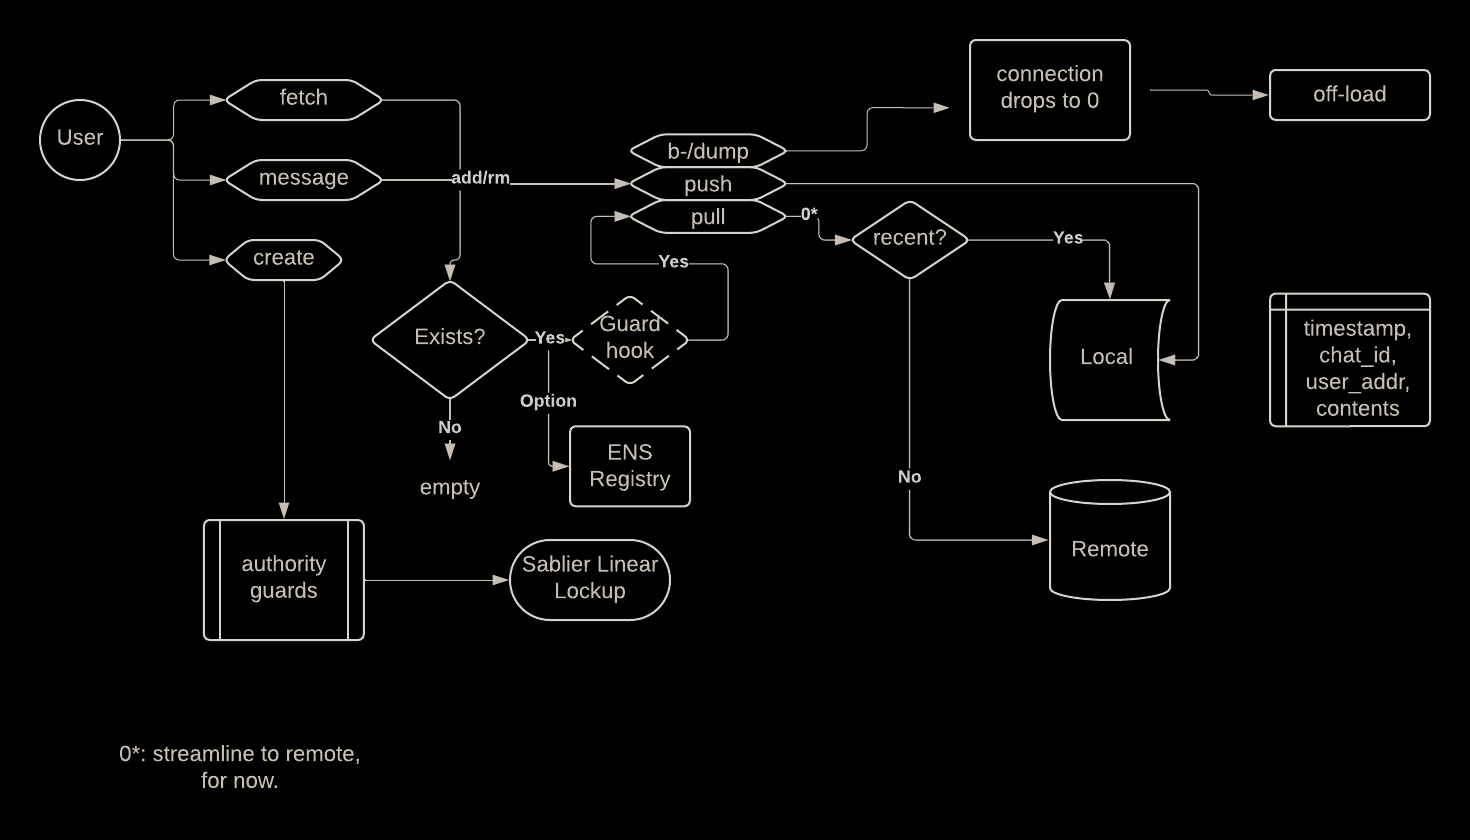 connection
drops to 0
off-load
fetch
User
b-/dump
message
add/rm
push
0*
pull
recent?
Yes
create
Yes
Exists?
Yes
Guard
hook
Local
timestamp,
chat_id,
user_addr,
contents
Option
No
ENS
Registry
No
empty
authority
guards
Sablier Linear
Lockup
Remote
0*: streamline to remote,
for now.